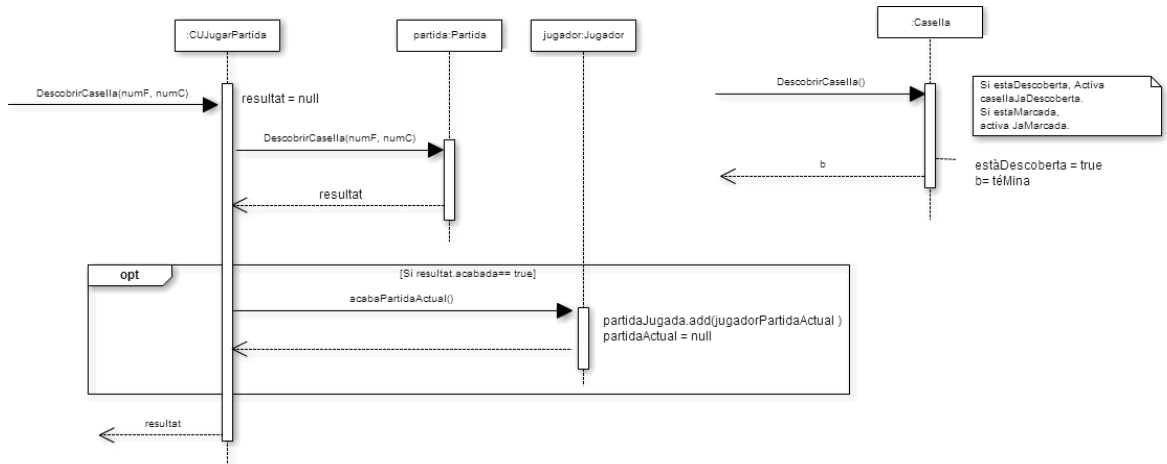 :CUJugarPartida
partida:Partida
jugador:Jugador
:Casella
DescobrirCasella(numF, numC)
resultat = null
DescobrirCasella(numF, numC)
resultat
opt
[Si resultat.acabada== true]
acabaPartidaActual()
partidaJugada.add(jugadorPartidaActual )
partidaActual = null
resultat
DescobrirCasella()
Si estaDescoberta, Activa
casellaJaDescoberta.
Si estaMarcada,
activa JaMarcada.
b
estàDescoberta = true
b= téMina